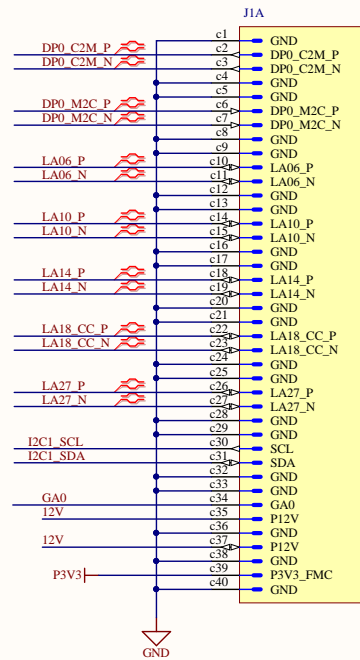 J1A
c1 GND
DP0_C2M_P c2 DP0_C2M_P
DP0_C2M_N c3 DP0_C2M_N
c4 GND
c5 GND
DP0_M2C_P c6 DP0_M2C_P
DP0_M2C_N c7 DP0_M2C_N
c8 GND
c9 GND
LA06_P c10 LA06_P
LA06_N c11 LA06_N
c12 GND
c13 GND
LA10_P c14 LA10_P
LA10_N c15 LA10_N
c16 GND
c17 GND
LA14_P c18 LA14_P
LA14_N c19 LA14_N
c20 GND
c21 GND
LA18_CC_P c22 LA18_CC_P
LA18_CC_N c23 LA18_CC_N
c24 GND
c25 GND
LA27_P c26 LA27_P
LA27_N c27 LA27_N
c28 GND
c29 GND
I2C1_SCL c30 SCL
I2C1_SDA c31 SDA
c32 GND
c33 GND
GA0 c34 GA0
12V c35 P12V
c36 GND
12V c37 P12V
c38 GND
P3V3 c39 P3V3_FMC
c40 GND
GND